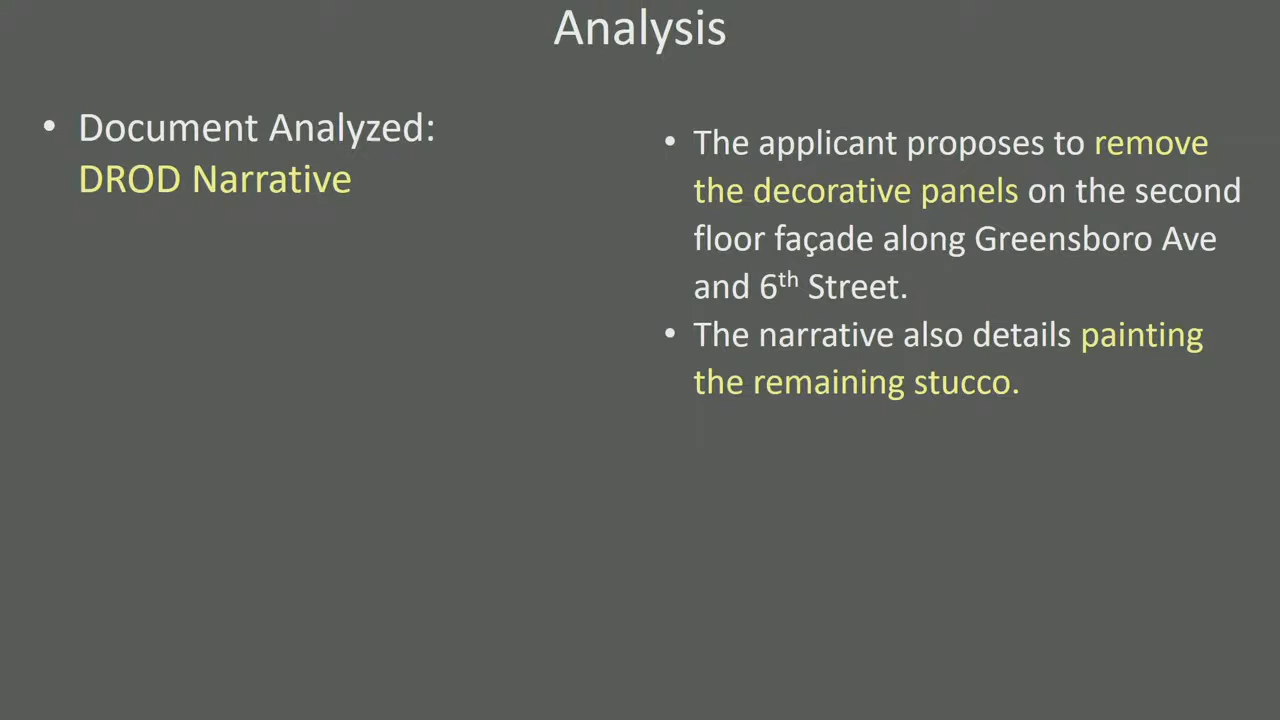 Analysis
• Document Analyzed:
DROD Narrative
• The applicant proposes to remove
the decorative panels on the second
floor façade along Greensboro Ave
and 6th Street.
• The narrative also details painting
the remaining stucco.